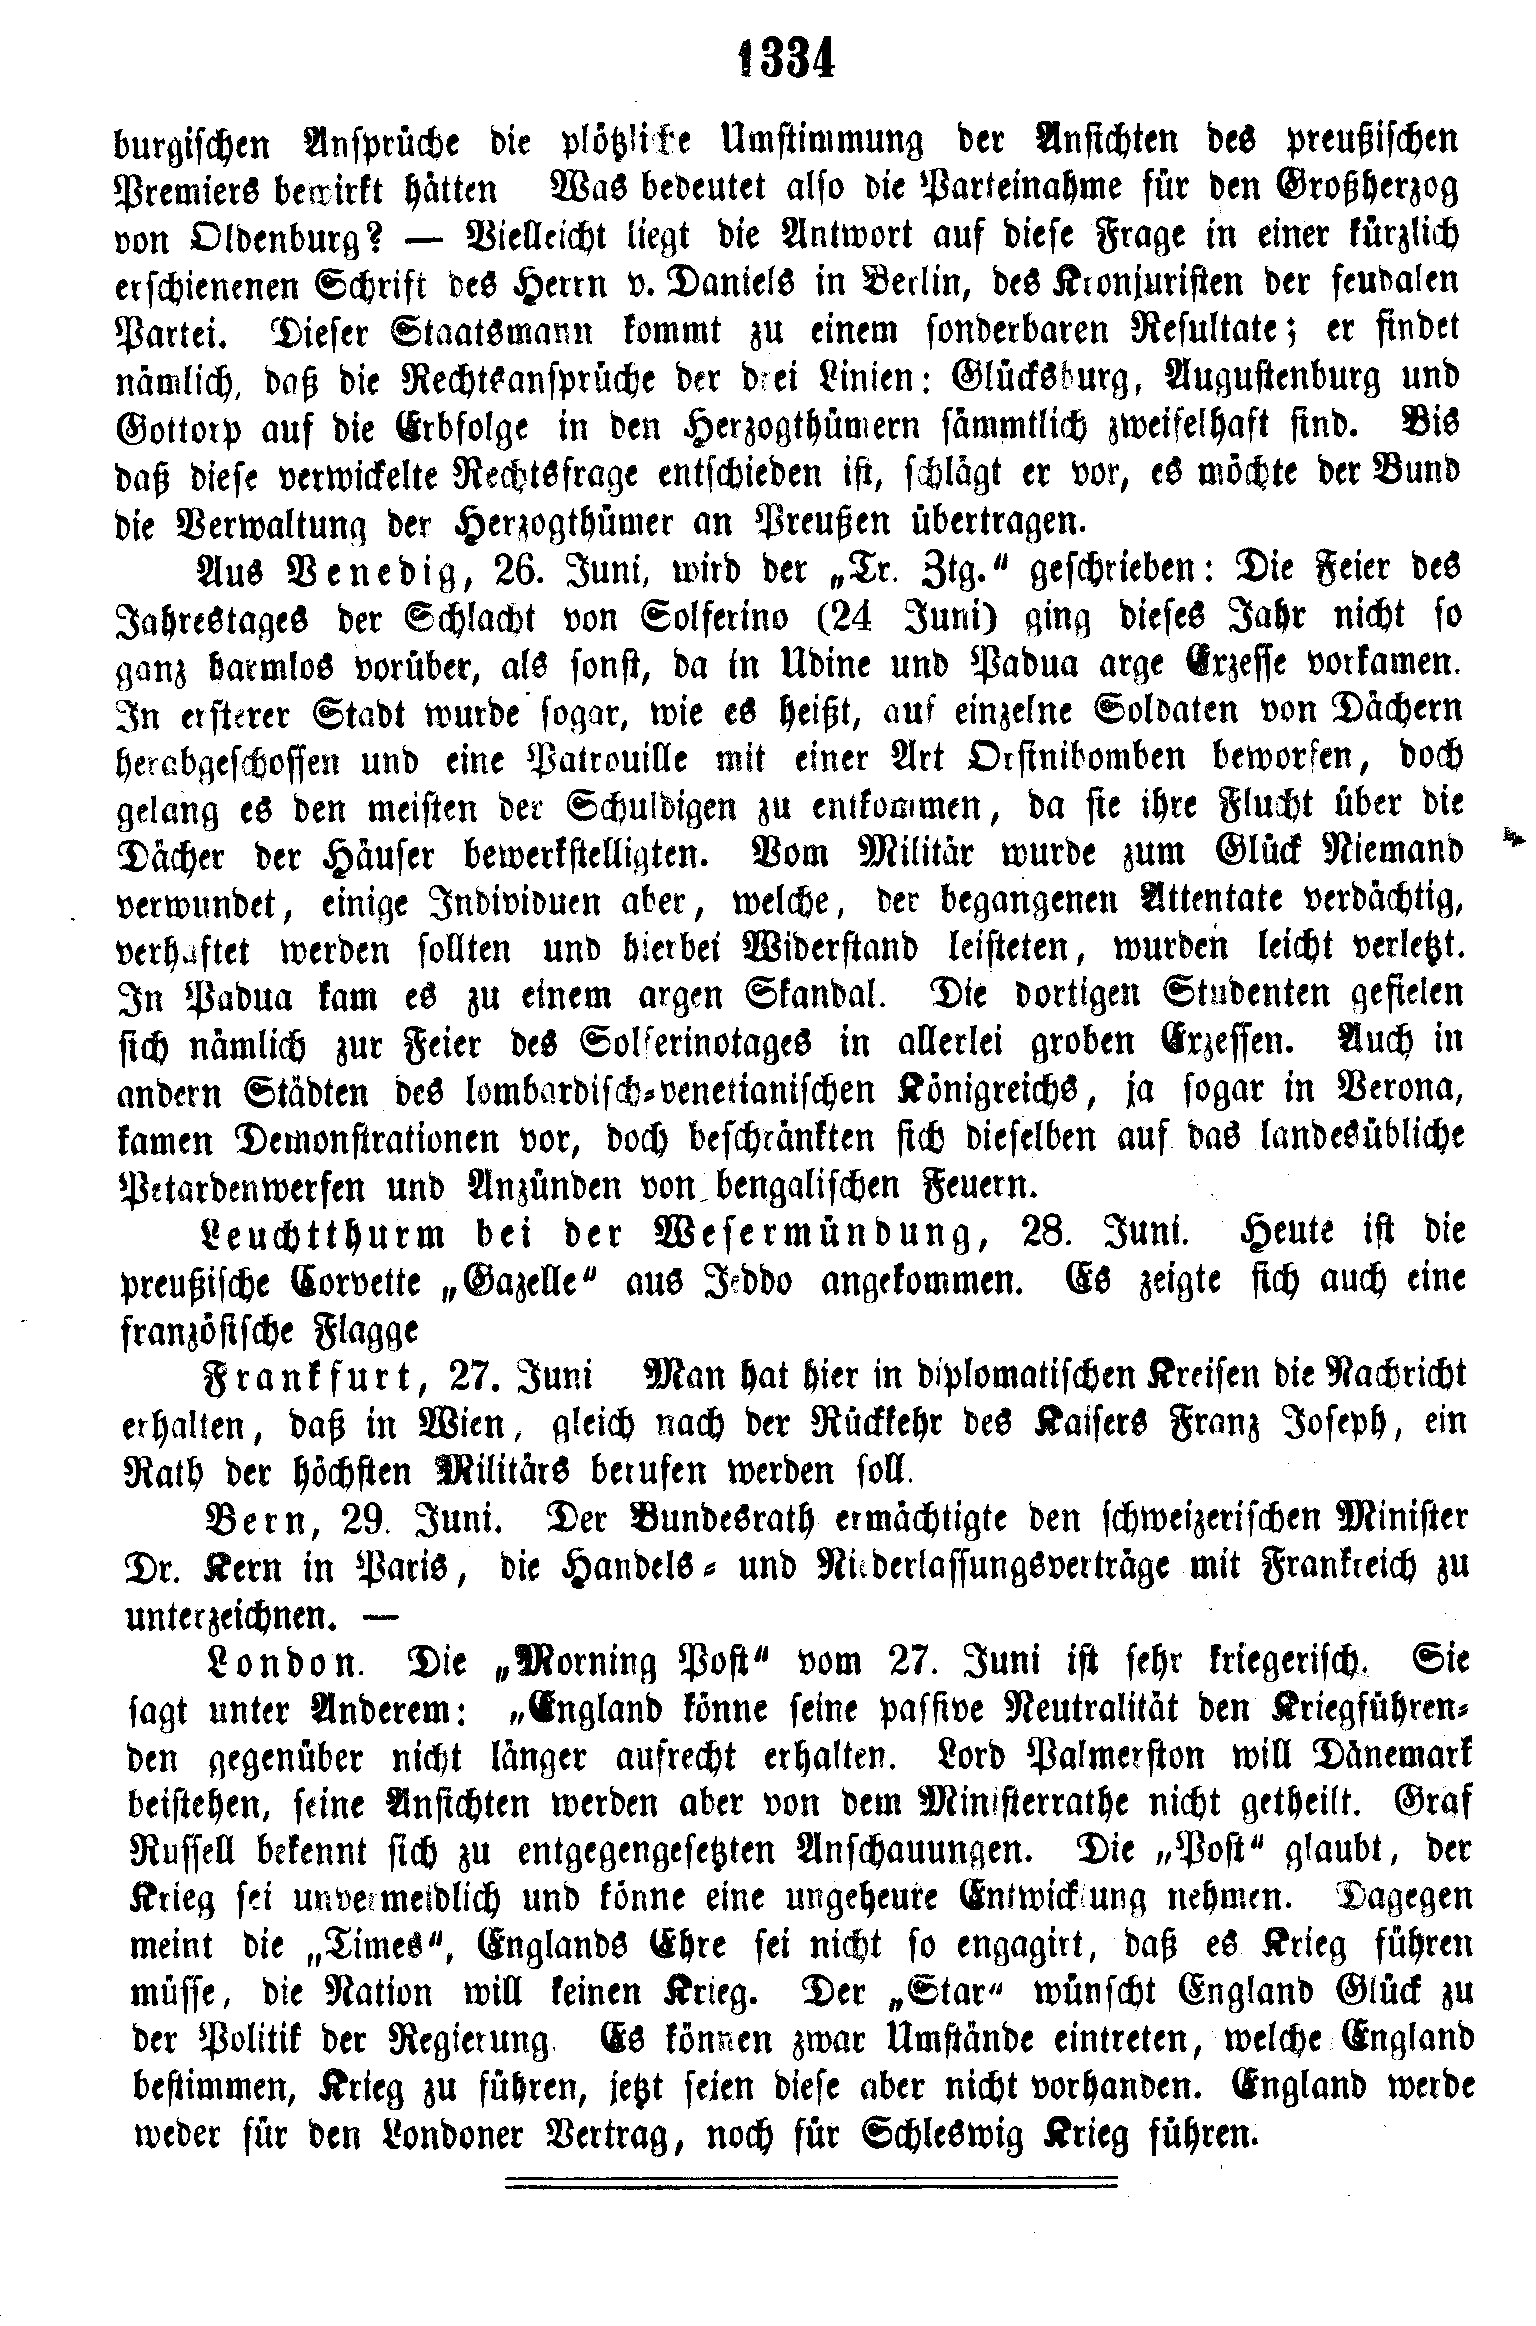 1334
burgischen Ansprüche die plötzliche Umstimmung der Ansichten des preußischen
Premiers bewirkt hätten Was bedeutet also die Parteinahme für den Großherzog
von Oldenburg? — Vielleicht liegt die Antwort auf diese Frage in einer kürzlich
erschienenen Schrift des Herrn v. Daniels in Berlin, des Kronjuristen der feudalen
Partei. Dieser Staatsmann kommt zu einem sonderbaren Resultate; er findet
nämlich, daß die Rechtsansprüche der drei Linien: Glücksburg, Augustenburg und
Gottorp auf die Erbfolge in den Herzogthümern sämmtlich zweifelhaft sind. Bis
daß diese verwickelte Rechtsfrage entschieden ist, schlägt er vor, es möchte der Bund
die Verwaltung der Herzogthümer an Preußen übertragen.
Aus Venedig, 26. Juni, wird der „Tr. Ztg.“ geschrieben: Die Feier des
Jahrestages der Schlacht von Solferino (24 Juni) ging dieses Jahr nicht so
ganz harmlos vorüber, als sonst, da in Udine und Padua arge Exzesse vorkamen.
In ersterer Stadt wurde sogar, wie es heißt, auf einzelne Soldaten von Dächern
herabgeschossen und eine Patrouille mit einer Art Orsinibomben beworfen, doch
gelang es den meisten der Schuldigen zu entkommen, da sie ihre Flucht über die
Dächer der Häuser bewerkstelligten. Vom Militär wurde zum Glück Niemand
verwundet, einige Individuen aber, welche, der begangenen Attentate verdächtig,
verhaftet werden sollten und hierbei Widerstand leisteten, wurden leicht verletzt.
In Padua kam es zu einem argen Skandal. Die dortigen Studenten gefielen
sich nämlich zur Feier des Solferinotages in allerlei groben Exzessen. Auch in
andern Städten des lombardisch-venetianischen Königreichs, ja sogar in Verona,
kamen Demonstrationen vor, doch beschränkten sich dieselben auf das landesübliche
Petardenwerfen und Anzünden von bengalischen Feuern.
Leuchtthurm bei der Wesermündung, 28. Juni. Heute ist die
preußische Corvette „Gazelle“ aus Jeddo angekommen. Es zeigte sich auch eine
französische Flagge
Frankfurt, 27. Juni Man hat hier in diplomatischen Kreisen die Nachricht
erhalten, daß in Wien, gleich nach der Rückkehr des Kaisers Franz Joseph, ein
Rath der höchsten Militärs berufen werden soll.
Bern, 29. Juni. Der Bundesrath ermächtigte den schweizerischen Minister
Dr. Kern in Paris, die Handels- und Niederlassungsverträge mit Frankreich zu
unterzeichnen. —
London. Die „Morning Post“ vom 27. Juni ist sehr kriegerisch. Sie
sagt unter Anderem: „England könne seine passive Neutralität den Kriegführen-
den gegenüber nicht länger aufrecht erhalten. Lord Palmerston will Dänemark
beistehen, seine Ansichten werden aber von dem Ministerrathe nicht getheilt. Graf
Russell bekennt sich zu entgegengesetzten Anschauungen. Die „Post“ glaubt, der
Krieg sei unvermeidlich und könne eine ungeheure Entwicklung nehmen. Dagegen
meint die „Times“, Englands Ehre sei nicht so engagirt, daß es Krieg führen
müsse, die Nation will keinen Krieg. Der „Star“ wünscht England Glück zu
der Politik der Regierung. Es können zwar Umstände eintreten, welche England
bestimmen, Krieg zu führen, jetzt seien diese aber nicht vorhanden. England werde
weder für den Londoner Vertrag, noch für Schleswig Krieg führen.